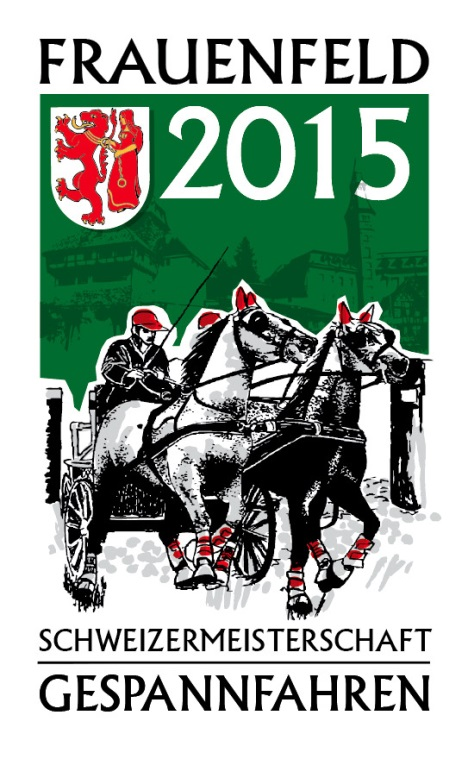 FRAUENFELD
2015
SCHWEIZERMEISTERSCHAFT
GESPANNFAHREN